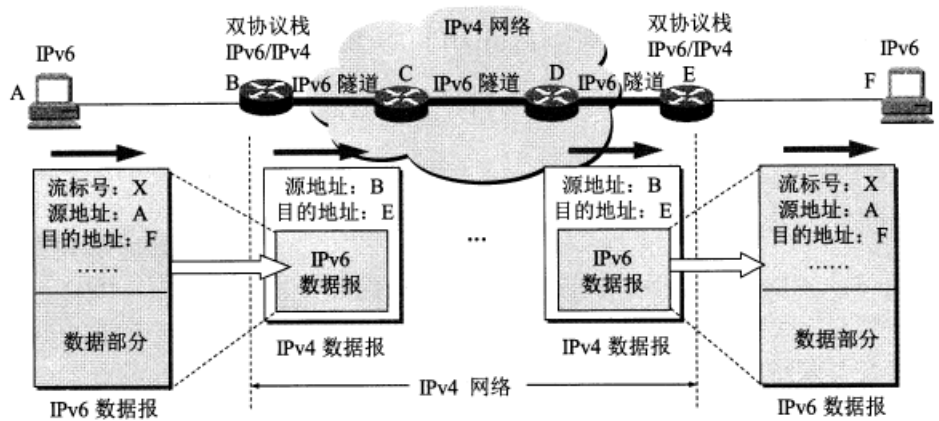 IPv6
双协议栈
IPv6/IPv4
IPv4 网络
双协议栈
IPv6/IPv4
IPv6
A
B
IPv6 隧道
C
IPv6 隧道
D
IPv6 隧道
E
F
流标号：X
源地址：A
目的地址：F
……
数据部分
IPv6 数据报
源地址：B
目的地址：E
IPv6
数据报
IPv4 数据报
…
源地址：B
目的地址：E
IPv6
数据报
IPv4 数据报
流标号：X
源地址：A
目的地址：F
……
数据部分
IPv6 数据报
IPv4 网络